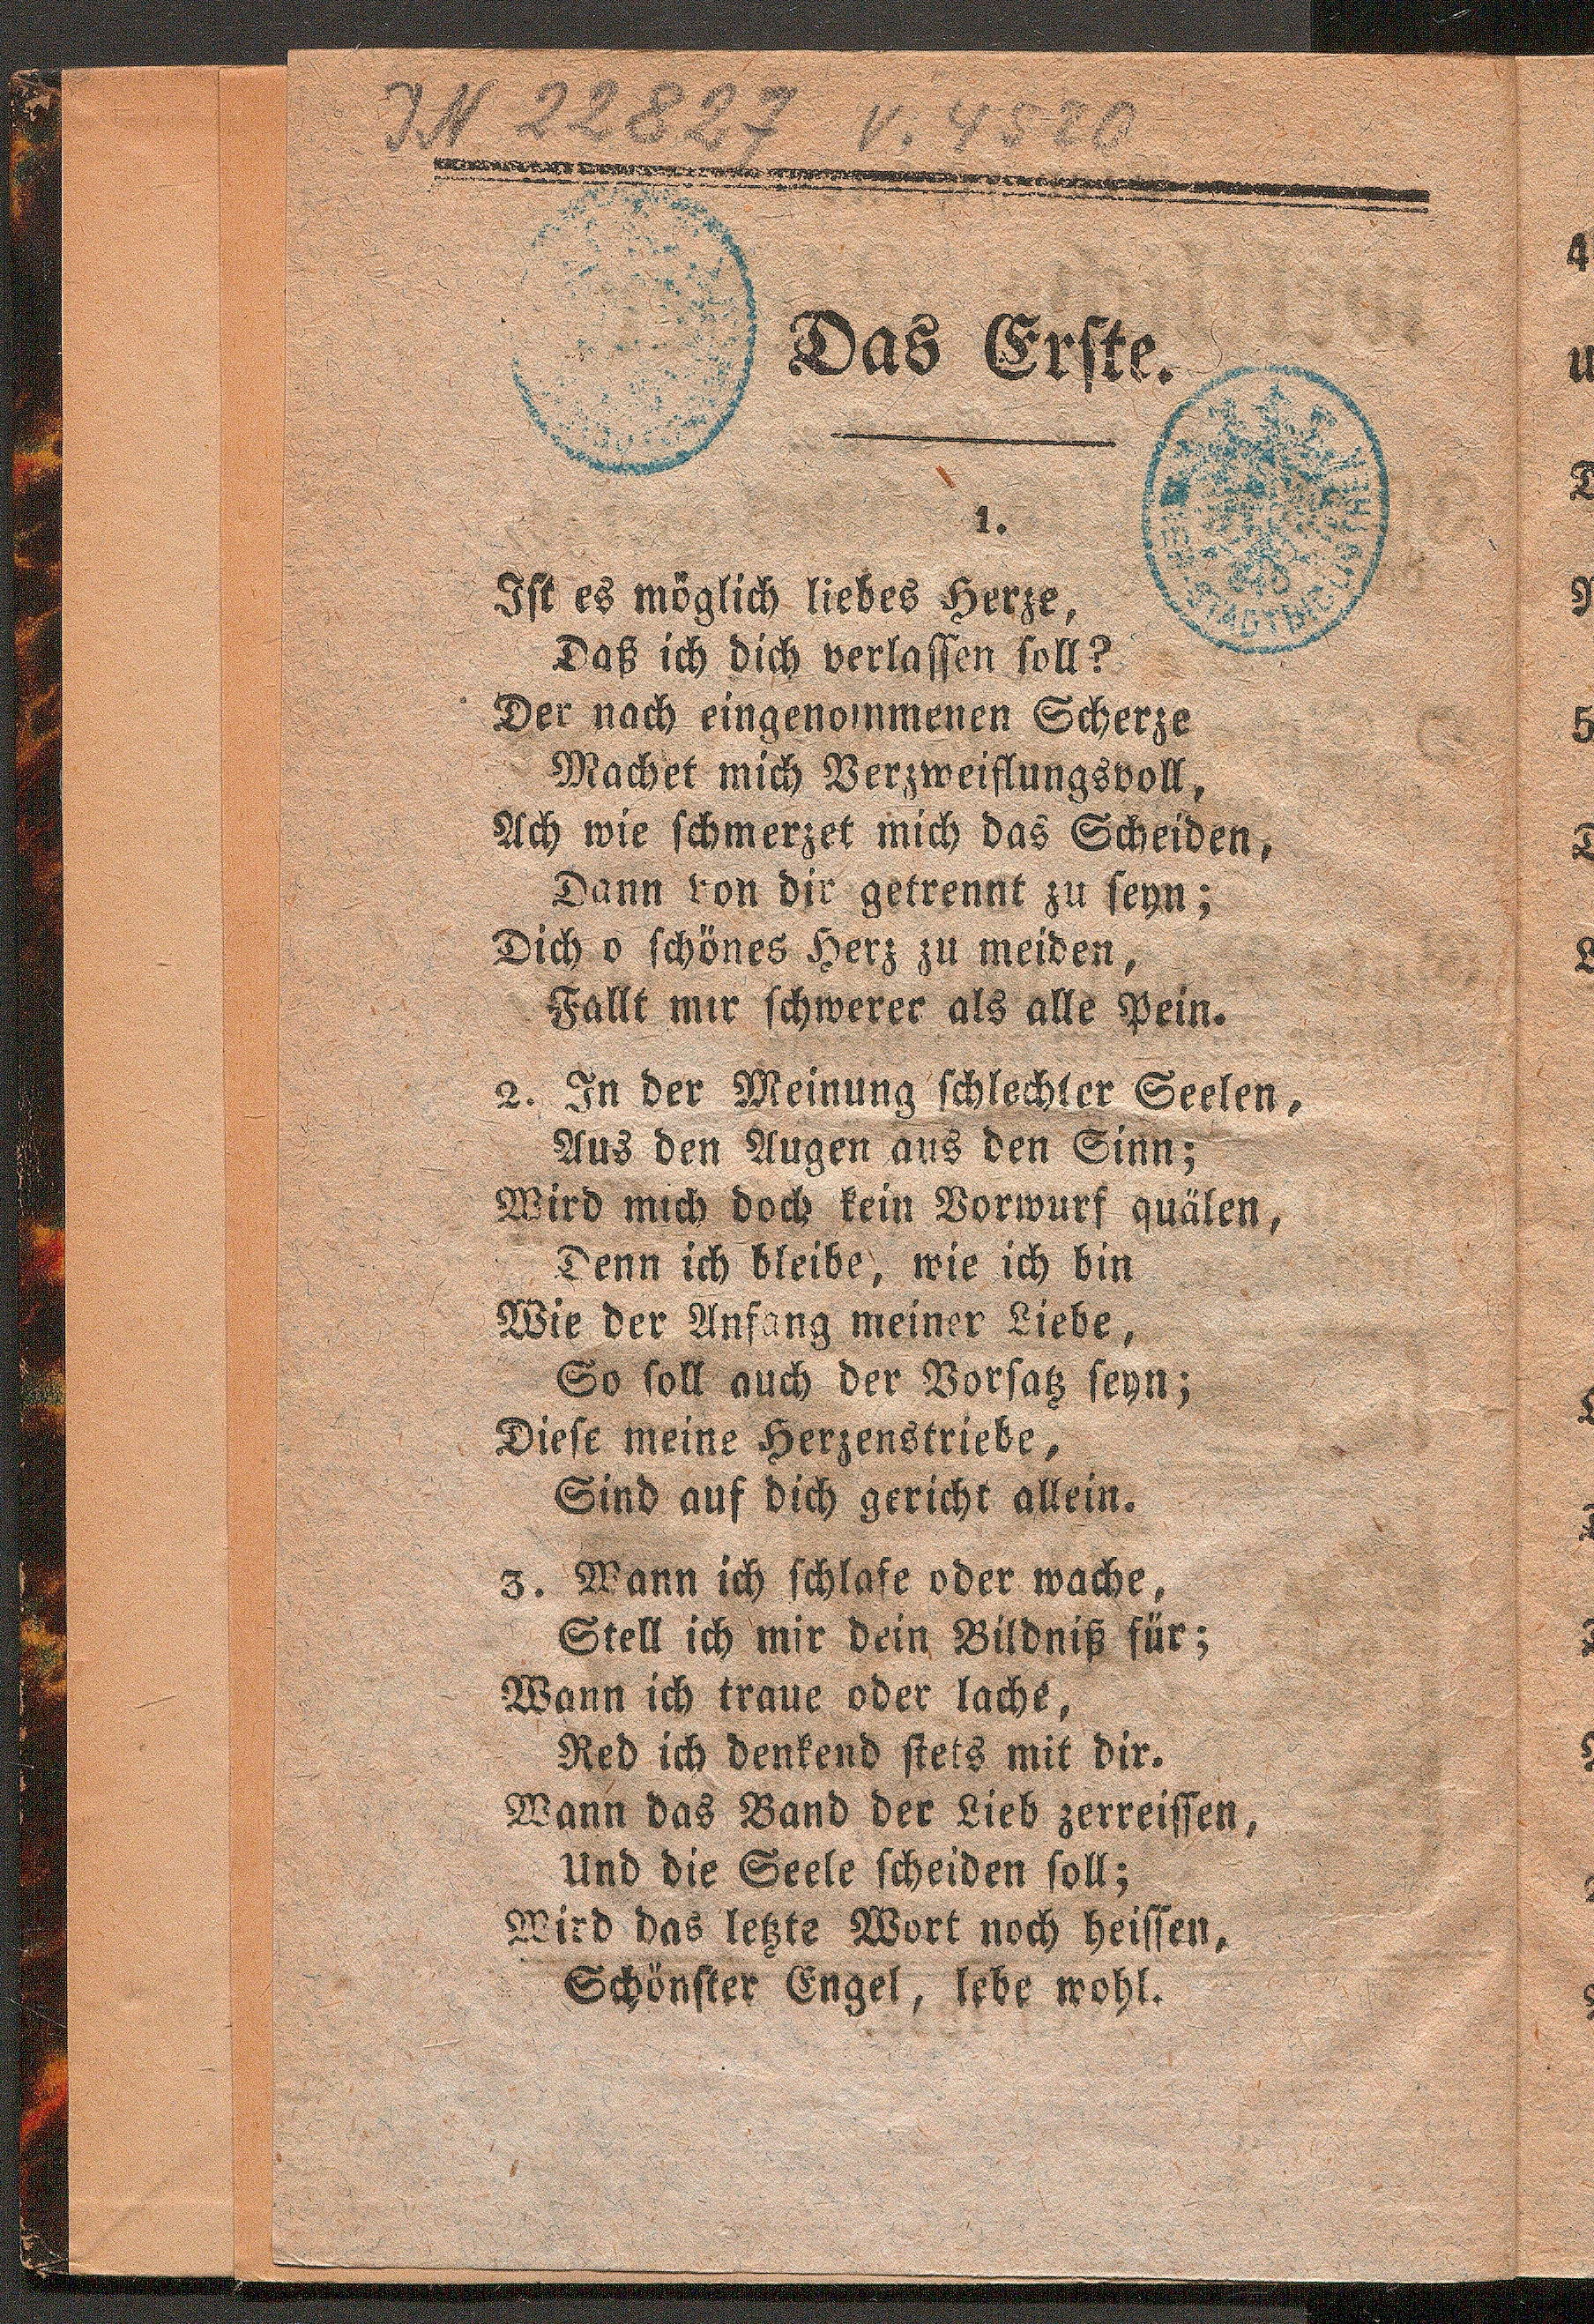 IN 22827 V. 4520
Das Erſte.
1.
Iſt es möglich liebes Herze,
Daß ich dich verlaſſen ſoll?
Der nach eingenommenen Scherze
Machet mich Verzweiflungsvoll,
Ach wie ſchmerzet mich das Scheiden,
Dann von dir getrennt zu ſeyn;
Dich o ſchönes Herz zu meiden,
Fallt mir ſchwerer als alle Pein.
2. In der Meinung ſchlechter Seelen,
Aus den Augen aus den Sinn;
Wird mich doch kein Vorwurf quälen,
Denn ich bleibe, wie ich bin
Wie der Anfang meiner Liebe,
So ſoll auch der Vorſatz ſeyn;
Dieſe meine Herzenstriebe,
Sind auf dich gericht allein.
3. Wann ich ſchlafe oder wache,
Stell ich mir dein Bildniß für;
Wann ich traue oder lache,
Red ich denkend ſtets mit dir.
Wann das Band der Lieb zerreiſſen,
Und die Seele ſcheiden ſoll;
Wird das letzte Wort noch heiſſen,
Schönſter Engel, lebe wohl.